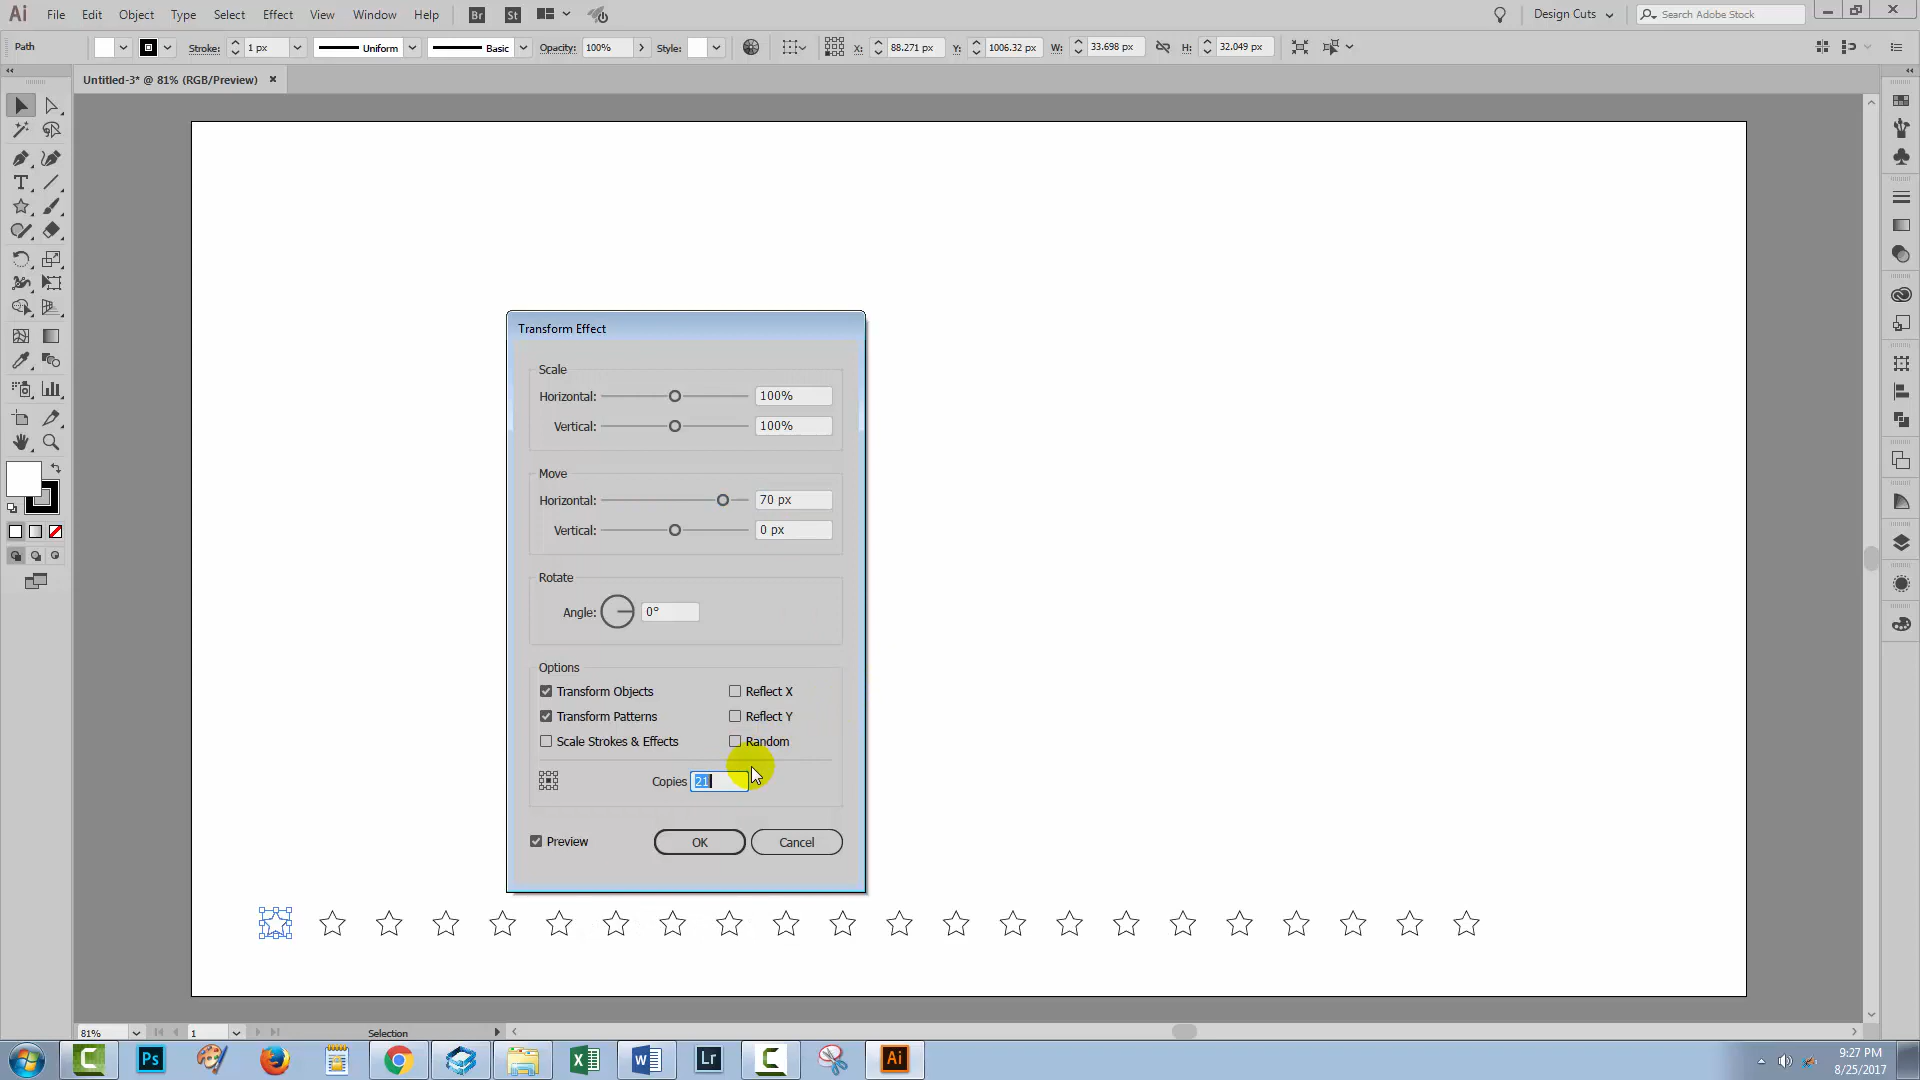 Ai File Edit Object Type Select Effect View Window Help Br St Design Cuts Search Adobe Stock
Path Stroke: 1 px Uniform Basic Opacity: 100% Style: X: 88.271 px Y: 1006.32 px W: 33.698 px H: 32.049 px
Untitled-3* @ 81% (RGB/Preview)
Transform Effect
Scale
Horizontal: 100%
Vertical: 100%
Move
Horizontal: 70 px
Vertical: 0 px
Rotate
Angle: 0°
Options
Transform Objects Reflect X
Transform Patterns Reflect Y
Scale Strokes & Effects Random
Copies 21
Preview OK Cancel
81% 1 Selection
Ps Lr Ai 9:27 PM
8/25/2017